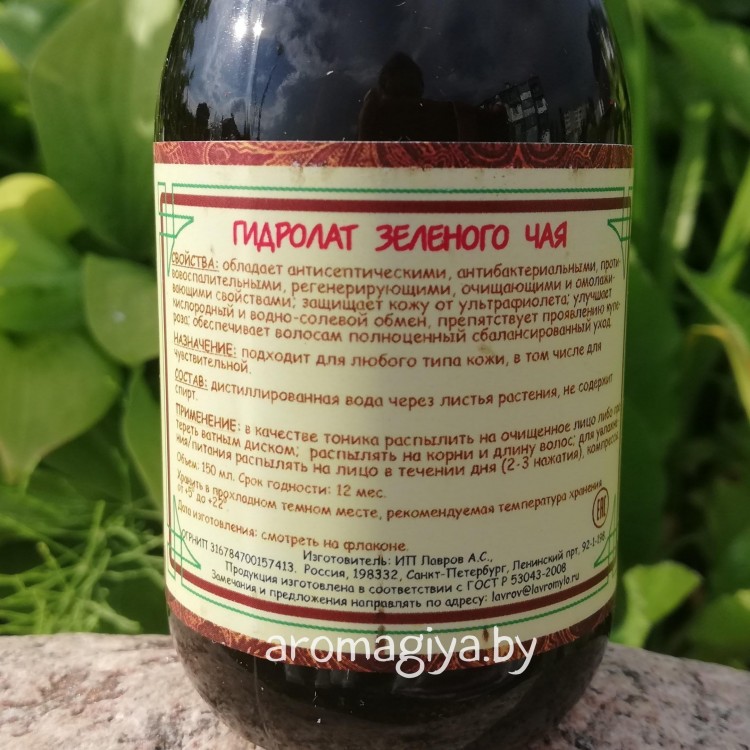 ГИДРОЛАТ ЗЕЛЕНОГО ЧАЯ
СВОЙСТВА: обладает антисептическими, антибактериальными, проти-
вовоспалительными, регенерирующими, очищающими и омолажи-
вающими свойствами; защищает кожу от ультрафиолета; улучшает
кислородный и водно-солевой обмен, препятствует проявлению купе-
роза; обеспечивает волосам полноценный сбалансированный уход.
НАЗНАЧЕНИЕ: подходит для любого типа кожи, в том числе для
чувствительной.
СОСТАВ: дистиллированная вода через листья растения, не содержит
спирт.
ПРИМЕНЕНИЕ: в качестве тоника распылить на очищенное лицо либо
тереть ватным диском; распылять на корни и длину волос; для
ния/питания распылять на лицо в течении дня (2-3 нажатия),
Объем: 150 мл. Срок годности: 12 мес.
Хранить в прохладном темном месте, рекомендуемая температура хранения
от +5° до +22°.
Дата изготовления: смотреть на флаконе.
EAC
Изготовитель: ИП Лавров А.С.,
ОГРНИП 316784700157413. Россия, 198332, Санкт-Петербург, Ленинский прт, 92-1-198
Продукция изготовлена в соответствии с ГОСТ Р 53043-2008
Замечания и предложения направлять по адресу: lavrov@lavromylo.ru
aromagiya.by